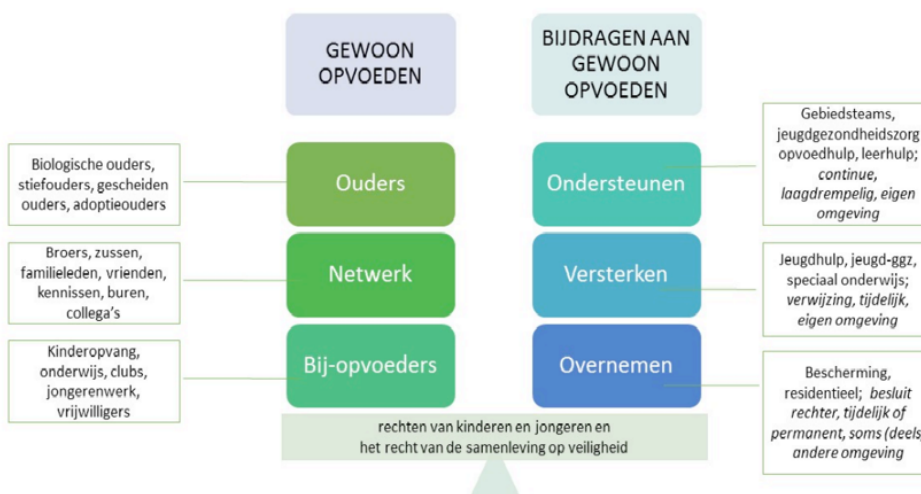 GEWOON
OPVOEDEN
BIJDRAGEN AAN
GEWOON
OPVOEDEN
Biologische ouders,
stiefouders, gescheiden
ouders, adoptieouders
Ouders
Ondersteunen
Gebiedsteams,
jeugdgezondheidszorg
opvoedhulp, leerhulp;
continue,
laagdrempelig, eigen
omgeving
Broers, zussen,
familieleden, vrienden,
kennissen, buren,
collega's
Netwerk
Versterken
Jeugdhulp, jeugd-ggz,
speciaal onderwijs;
verwijzing, tijdelijk,
eigen omgeving
Kinderopvang,
onderwijs, clubs,
jongerenwerk,
vrijwilligers
Bij-opvoeders
Overnemen
Bescherming,
residentieel; besluit
rechter, tijdelijk of
permanent, soms (deels
andere omgeving
rechten van kinderen en jongeren en
het recht van de samenleving op veiligheid